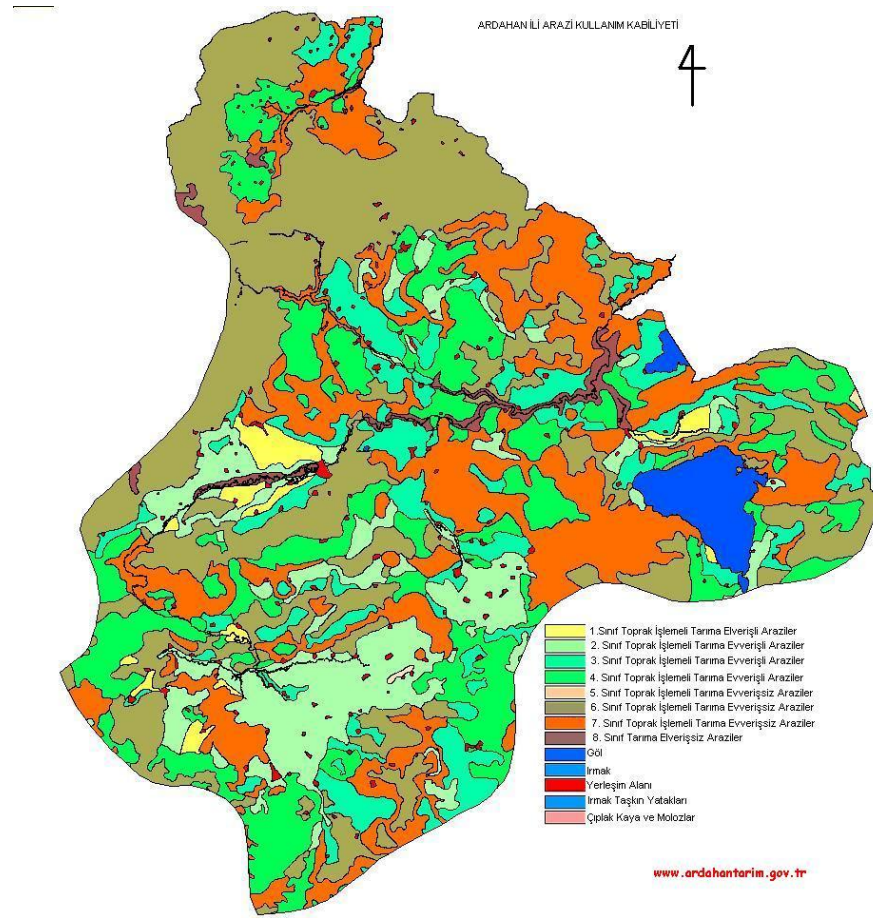 ARDAHAN İLİ ARAZİ KULLANIM KABİLİYETİ
4
1.Sınıf Toprak İşlemeli Tarıma Elverişli Araziler
2. Sınıf Toprak İşlemeli Tarıma Evverişli Araziler
3. Sınıf Toprak İşlemeli Tarıma Evverişli Araziler
4. Sınıf Toprak İşlemeli Tarıma Evverişli Araziler
5. Sınıf Toprak İşlemeli Tarıma Evverişsiz Araziler
6. Sınıf Toprak İşlemeli Tarıma Evverişsiz Araziler
7. Sınıf Toprak İşlemeli Tarıma Evverişsiz Araziler
8. Sınıf Tarıma Elverişsiz Araziler
Göl
Irmak
Yerleşim Alanı
Irmak Taşkın Yatakları
Çıplak Kaya ve Molozlar
www.ardahantarim.gov.tr